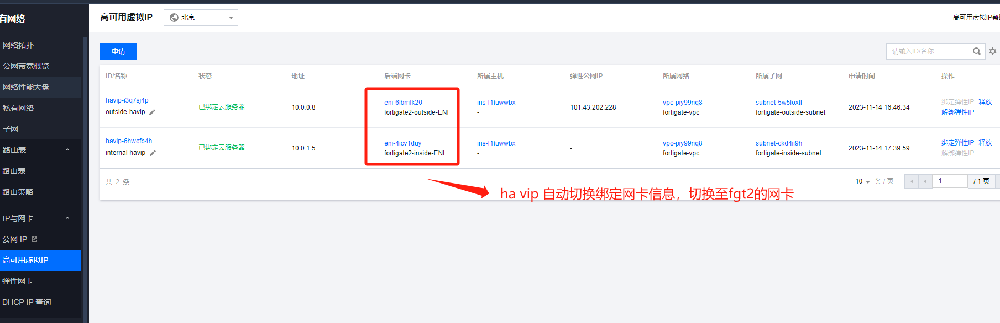 有网络
网络拓扑
公网带宽概览
网络性能大盘
私有网络
子网
路由表
路由表
路由策略
IP与网卡
公网 IP
高可用虚拟IP
弹性网卡
DHCP IP 查询
高可用虚拟IP
北京
高可用虚拟IP帮
申请
请输入ID/名称
ID/名称 状态 地址 后端网卡 所属主机 弹性公网IP 所属网络 所属子网 申请时间 操作
havip-i3q7sj4p 已绑定云服务器 10.0.0.8 eni-6lbmfk20 ins-f1fuwwbx 101.43.202.228 vpc-piy99nq8 subnet-5w5loxtl 2023-11-14 16:46:34 绑定弹性IP 释放
outside-havip fortigate2-outside-ENI - fortigate-vpc fortigate-outside-subnet 解绑弹性IP
havip-6hwcfb4h 已绑定云服务器 10.0.1.5 eni-4icv1duy ins-f1fuwwbx - vpc-piy99nq8 subnet-ckd4ii9h 2023-11-14 17:39:59 绑定弹性IP 释放
internal-havip fortigate2-inside-ENI - fortigate-vpc fortigate-inside-subnet 解绑弹性IP
共 2 条 10 条 / 页 1 / 1 页
ha vip 自动切换绑定网卡信息，切换至fgt2的网卡